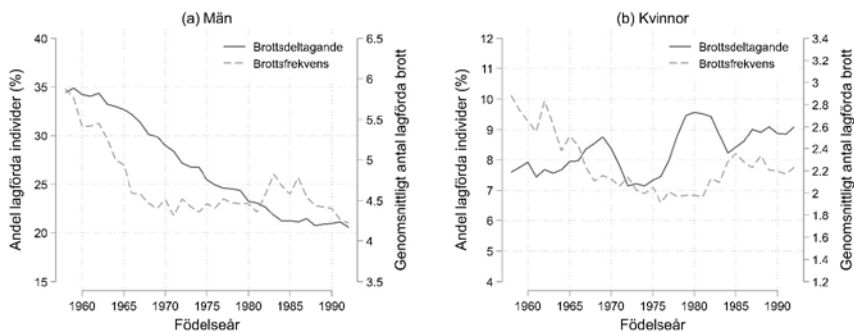 (a) Män
Andel lagförda individer (%)
40
35
30
25
20
15
Brottsdeltagande
Brottsfrekvens
6.5
6
5.5
5
4.5
4
3.5
Genomsnittligt antal lagförda brott
1960 1965 1970 1975 1980 1985 1990
Födelseår
(b) Kvinnor
Andel lagförda individer (%)
12
11
10
9
8
7
6
5
4
Brottsdeltagande
Brottsfrekvens
3.4
3.2
3
2.8
2.6
2.4
2.2
2
1.8
1.6
1.4
1.2
Genomsnittligt antal lagförda brott
1960 1965 1970 1975 1980 1985 1990
Födelseår